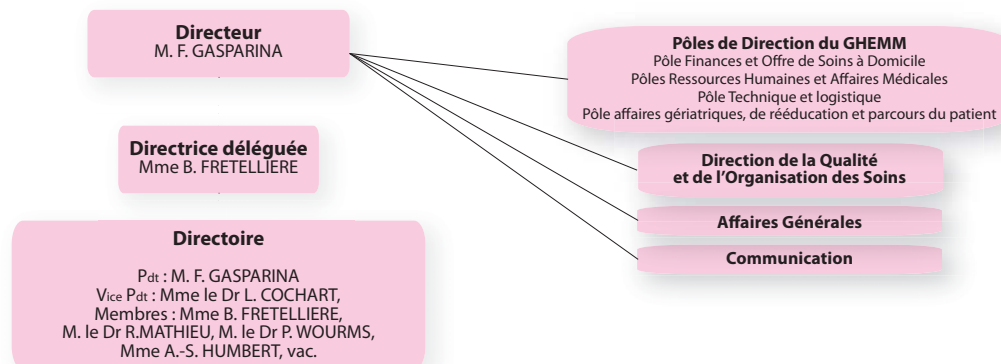 Directeur
M. F. GASPARINA
Directrice déléguée
Mme B. FRETELLIERE
Directoire
Pdt : M. F. GASPARINA
Vice Pdt : Mme le Dr L. COCHART,
Membres : Mme B. FRETELLIERE,
M. le Dr R.MATHIEU, M. le Dr P. WOURMS,
Mme A.-S. HUMBERT, vac.
Pôles de Direction du GHEMM
Pôle Finances et Offre de Soins à Domicile
Pôles Ressources Humaines et Affaires Médicales
Pôle Technique et logistique
Pôle affaires gériatriques, de rééducation et parcours du patient
Direction de la Qualité
et de l'Organisation des Soins
Affaires Générales
Communication